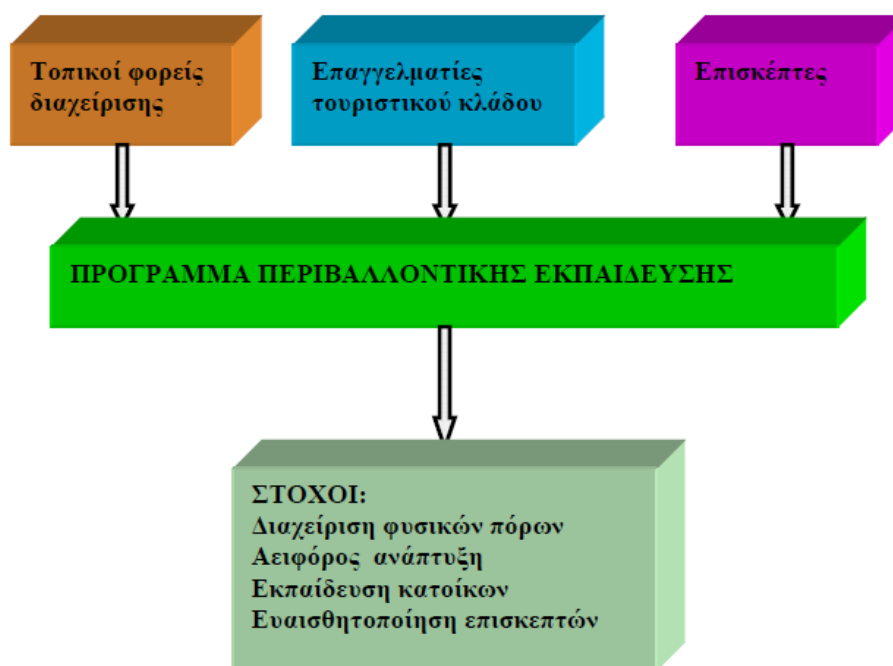 Τοπικοί φορείς
διαχείρισης
Επαγγελματίες
τουριστικού κλάδου
Επισκέπτες
ΠΡΟΓΡΑΜΜΑ ΠΕΡΙΒΑΛΛΟΝΤΙΚΗΣ ΕΚΠΑΙΔΕΥΣΗΣ
ΣΤΟΧΟΙ:
Διαχείριση φυσικών πόρων
Αειφόρος ανάπτυξη
Εκπαίδευση κατοίκων
Ευαισθητοποίηση επισκεπτών